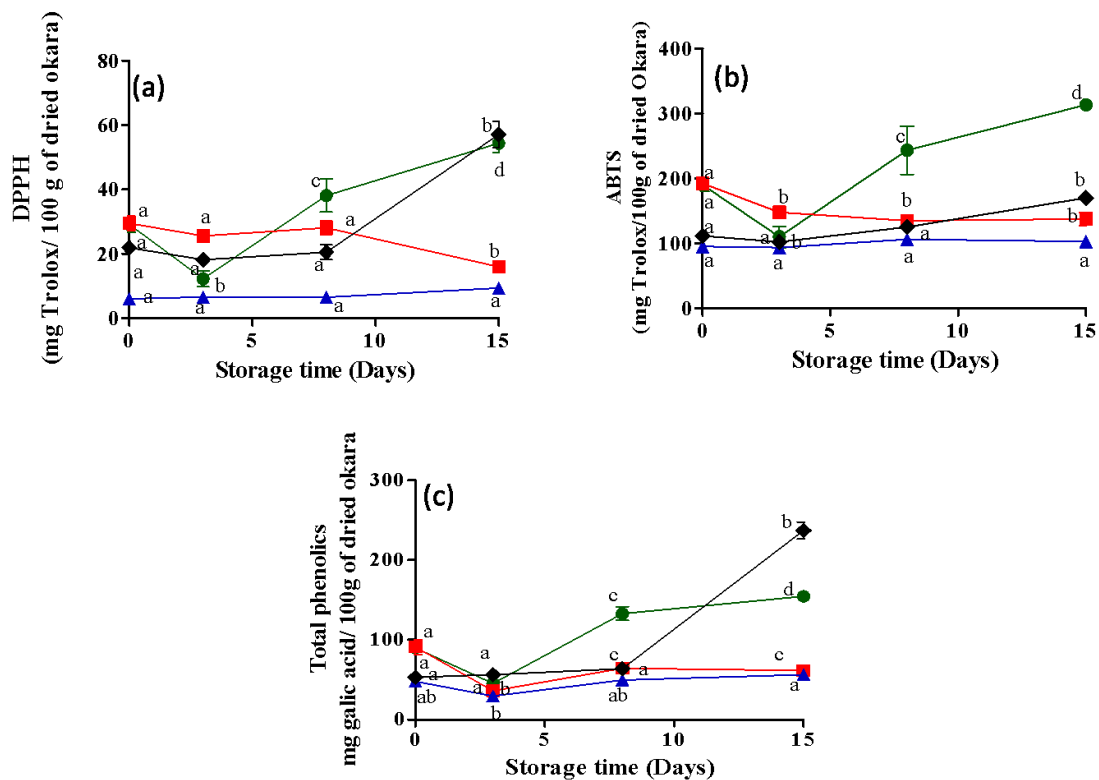 (a)
DPPH
(mg Trolox/ 100 g of dried okara)
80
60
40
20
0
a
a
a
a
a
a
b
a
c
a
a
a
b
d
b
a
0
5
10
15
Storage time (Days)
(b)
ABTS
(mg Trolox/100g of dried Okara)
400
300
200
100
0
a
a
a
a
b
a
b
a
c
b
a
a
d
b
b
a
0
5
10
15
Storage time (Days)
(c)
Total phenolics
mg galic acid/ 100g of dried okara
300
200
100
0
a
a
a
ab
a
a
b
b
c
c
a
ab
b
d
c
a
0
5
10
15
Storage time (Days)